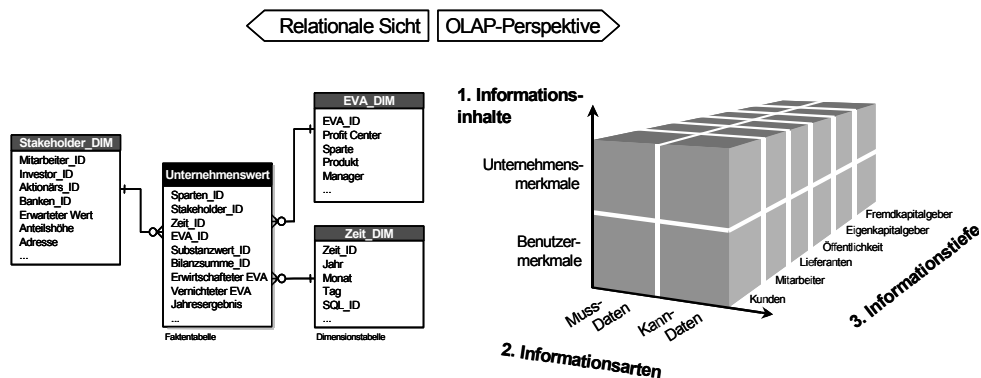 Relationale Sicht
OLAP-Perspektive
Stakeholder_DIM
Mitarbeiter_ID
Investor_ID
Aktionärs_ID
Banken_ID
Erwarteter Wert
Anteilshöhe
Adresse
...
Unternehmenswert
Sparten_ID
Stakeholder_ID
Zeit_ID
EVA_ID
Substanzwert_ID
Bilanzsumme_ID
Erwirtschafteter EVA
Vernichteter EVA
Jahresergebnis
...
Faktentabelle
EVA_DIM
EVA_ID
Profit Center
Sparte
Produkt
Manager
...
Zeit_DIM
Zeit_ID
Jahr
Monat
Tag
SQL_ID
...
Dimensionstabelle
1. Informations-
inhalte
Unternehmens-
merkmale
Benutzer-
merkmale
Muss-
Daten
Kann-
Daten
2. Informationsarten
Fremdkapitalgeber
Eigenkapitalgeber
Öffentlichkeit
Lieferanten
Mitarbeiter
Kunden
3. Informationstiefe